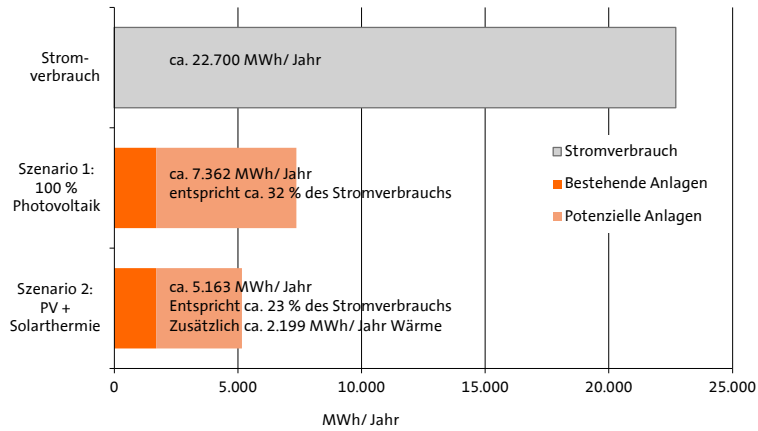 Strom-
verbrauch
ca. 22.700 MWh/ Jahr
Szenario 1:
100 %
Photovoltaik
ca. 7.362 MWh/ Jahr
entspricht ca. 32 % des Stromverbrauchs
Szenario 2:
PV +
Solarthermie
ca. 5.163 MWh/ Jahr
Entspricht ca. 23 % des Stromverbrauchs
Zusätzlich ca. 2.199 MWh/ Jahr Wärme
Stromverbrauch
Bestehende Anlagen
Potenzielle Anlagen
0 5.000 10.000 15.000 20.000 25.000
MWh/ Jahr